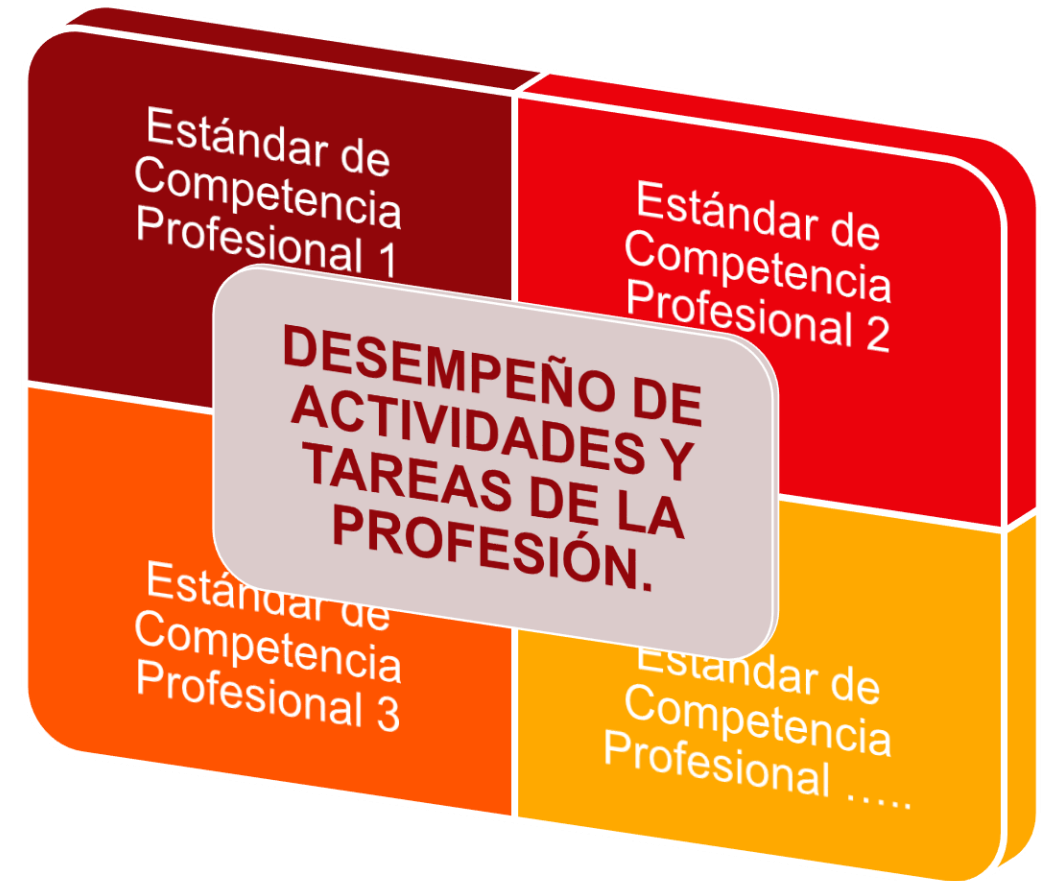 Estándar de
Competencia
Profesional 1
Estándar de
Competencia
Profesional 2
DESEMPEÑO DE
ACTIVIDADES Y
TAREAS DE LA
PROFESIÓN.
Estándar de
Competencia
Profesional 3
Estándar de
Competencia
Profesional .....